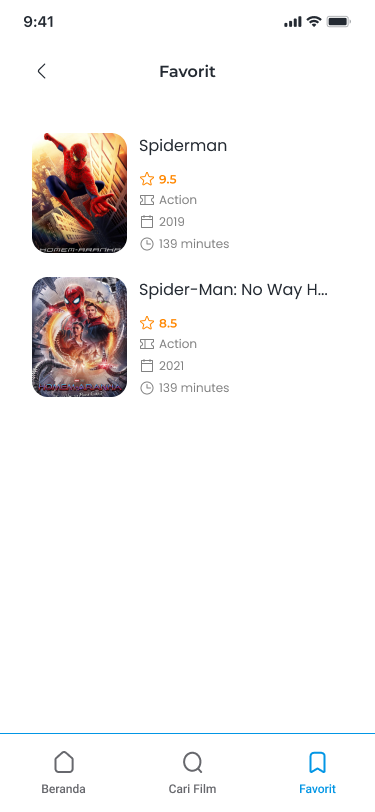 9:41
Favorit
HOMEM-ARANHA
Spiderman
9.5
Action
2019
139 minutes
HOMEM-ARANHA
Spider-Man: No Way H...
8.5
Action
2021
139 minutes
Beranda
Cari Film
Favorit